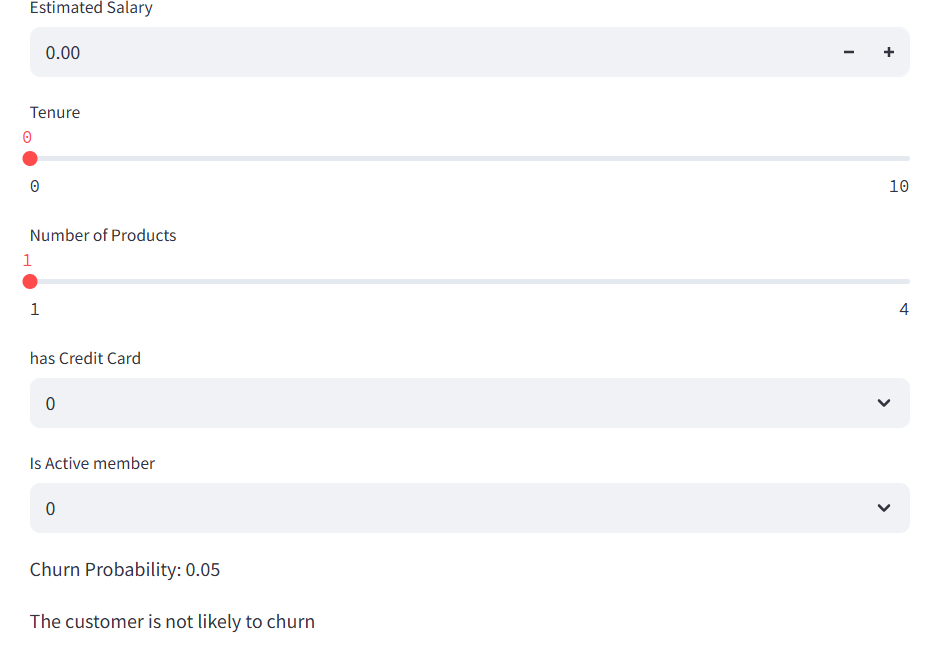 Estimated Salary
0.00
Tenure
0
0 10
Number of Products
1
1 4
has Credit Card
0
Is Active member
0
Churn Probability: 0.05
The customer is not likely to churn